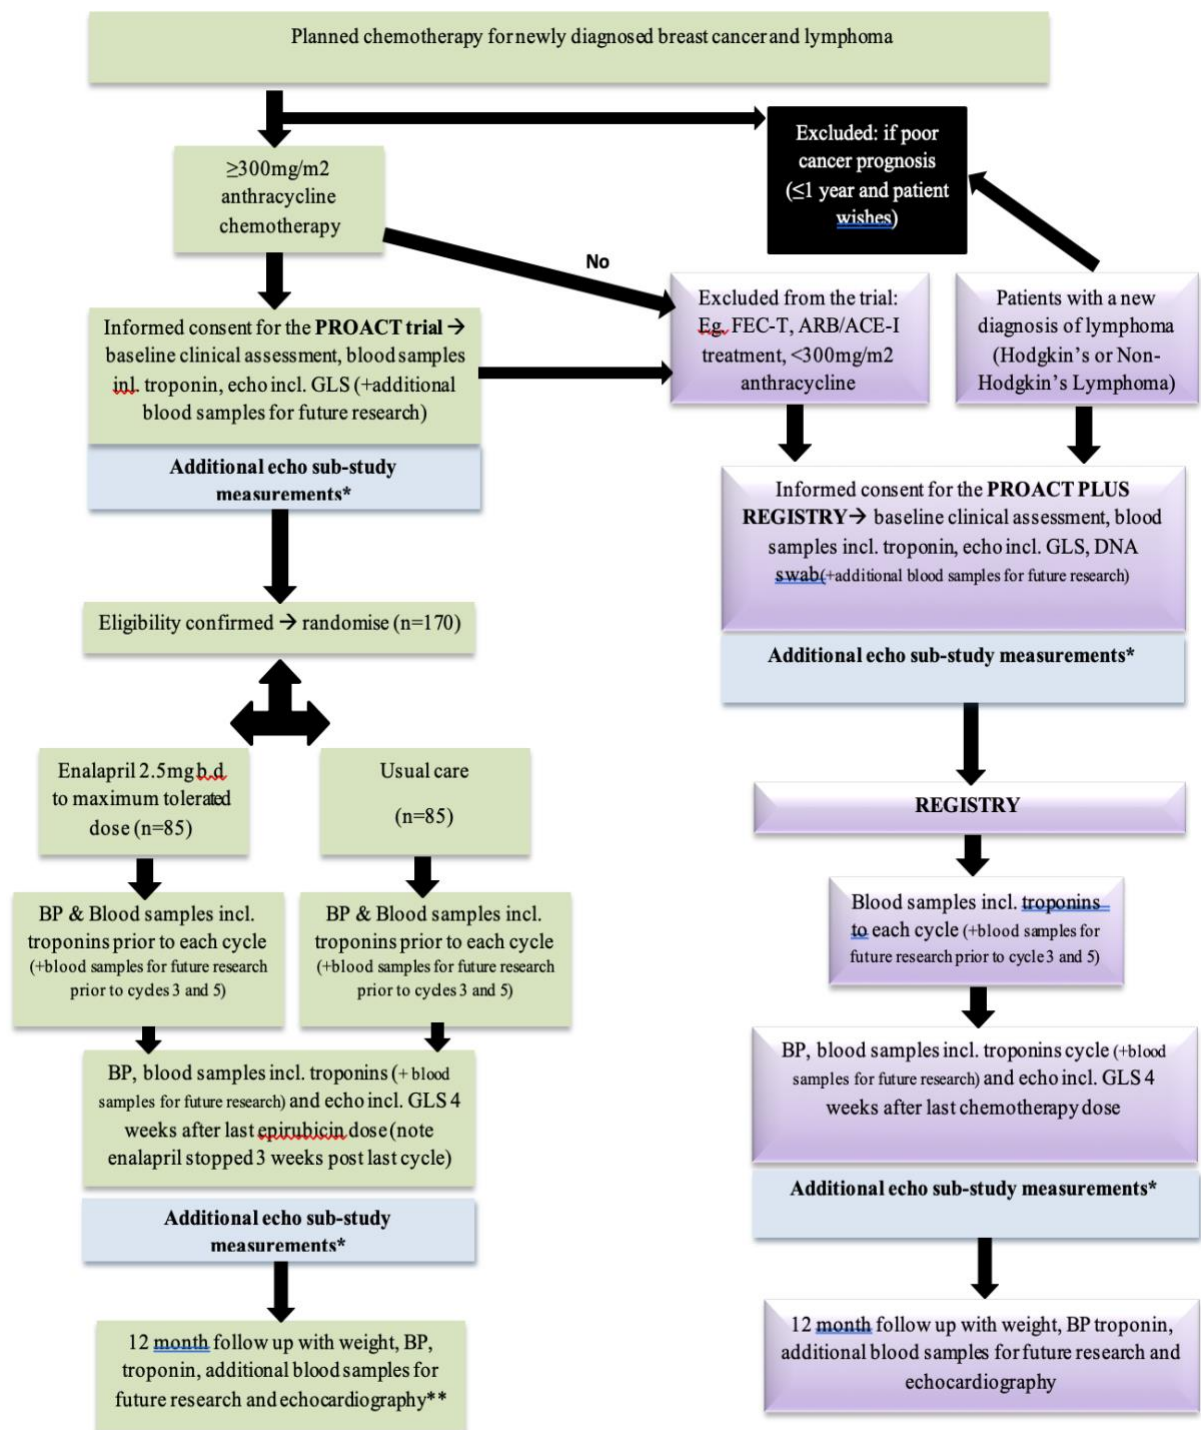 Planned chemotherapy for newly diagnosed breast cancer and lymphoma
Excluded: if poor
cancer prognosis
(≤1 year and patient
wishes)
≥300mg/m2
anthracycline
chemotherapy
No
Informed consent for the PROACT trial →
baseline clinical assessment, blood samples
inl. troponin, echo incl. GLS (+additional
blood samples for future research)
Excluded from the trial:
Eg. FEC-T, ARB/ACE-I
treatment, <300mg/m2
anthracycline
Patients with a new
diagnosis of lymphoma
(Hodgkin's or Non-
Hodgkin's Lymphoma)
Additional echo sub-study
measurements*
Informed consent for the PROACT PLUS
REGISTRY→ baseline clinical assessment, blood
samples incl. troponin, echo incl. GLS, DNA
swab(+additional blood samples for future research)
Additional echo sub-study measurements*
Eligibility confirmed → randomise (n=170)
Enalapril 2.5mg b.d
to maximum tolerated
dose (n=85)
Usual care
(n=85)
REGISTRY
BP & Blood samples incl.
troponins prior to each cycle
(+blood samples for future research
prior to cycles 3 and 5)
BP & Blood samples incl.
troponins prior to each cycle
(+blood samples for future research
prior to cycles 3 and 5)
Blood samples incl. troponins
to each cycle (+blood samples for
future research prior to cycle 3 and 5)
BP, blood samples incl. troponins (+ blood
samples for future research) and echo incl. GLS 4
weeks after last epirubicin dose (note
enalapril stopped 3 weeks post last cycle)
BP, blood samples incl. troponins cycle (+blood
samples for future research) and echo incl. GLS 4
weeks after last chemotherapy dose
Additional echo sub-study
measurements*
Additional echo sub-study measurements*
12 month follow up with weight, BP,
troponin, additional blood samples for
future research and echocardiography**
12 month follow up with weight, BP troponin,
additional blood samples for future research and
echocardiography